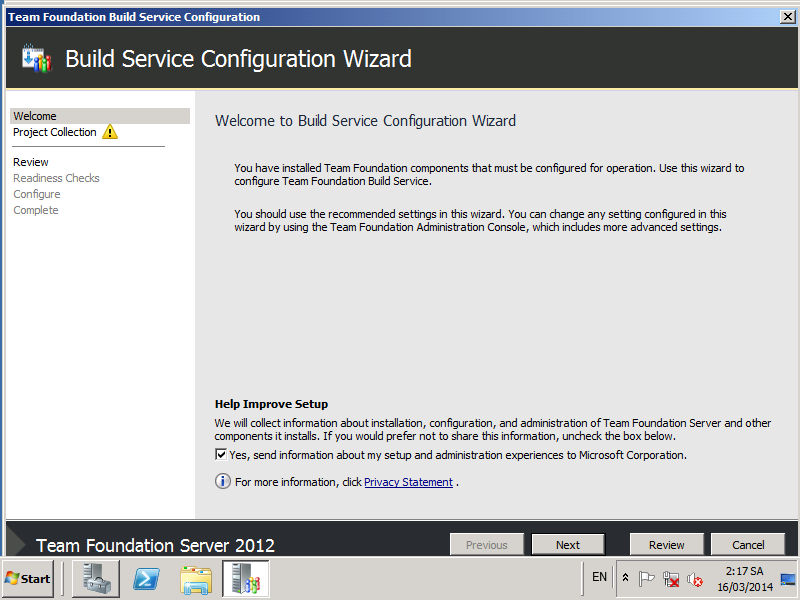 Team Foundation Build Service Configuration
Build Service Configuration Wizard
Welcome
Project Collection
Review
Readiness Checks
Configure
Complete
Welcome to Build Service Configuration Wizard
You have installed Team Foundation components that must be configured for operation. Use this wizard to
configure Team Foundation Build Service.
You should use the recommended settings in this wizard. You can change any setting configured in this
wizard by using the Team Foundation Administration Console, which includes more advanced settings.
Help Improve Setup
We will collect information about installation, configuration, and administration of Team Foundation Server and other
components it installs. If you would prefer not to share this information, uncheck the box below.
Yes, send information about my setup and administration experiences to Microsoft Corporation.
For more information, click Privacy Statement .
Team Foundation Server 2012
Previous
Next
Review
Cancel
Start
EN
2:17 SA
16/03/2014